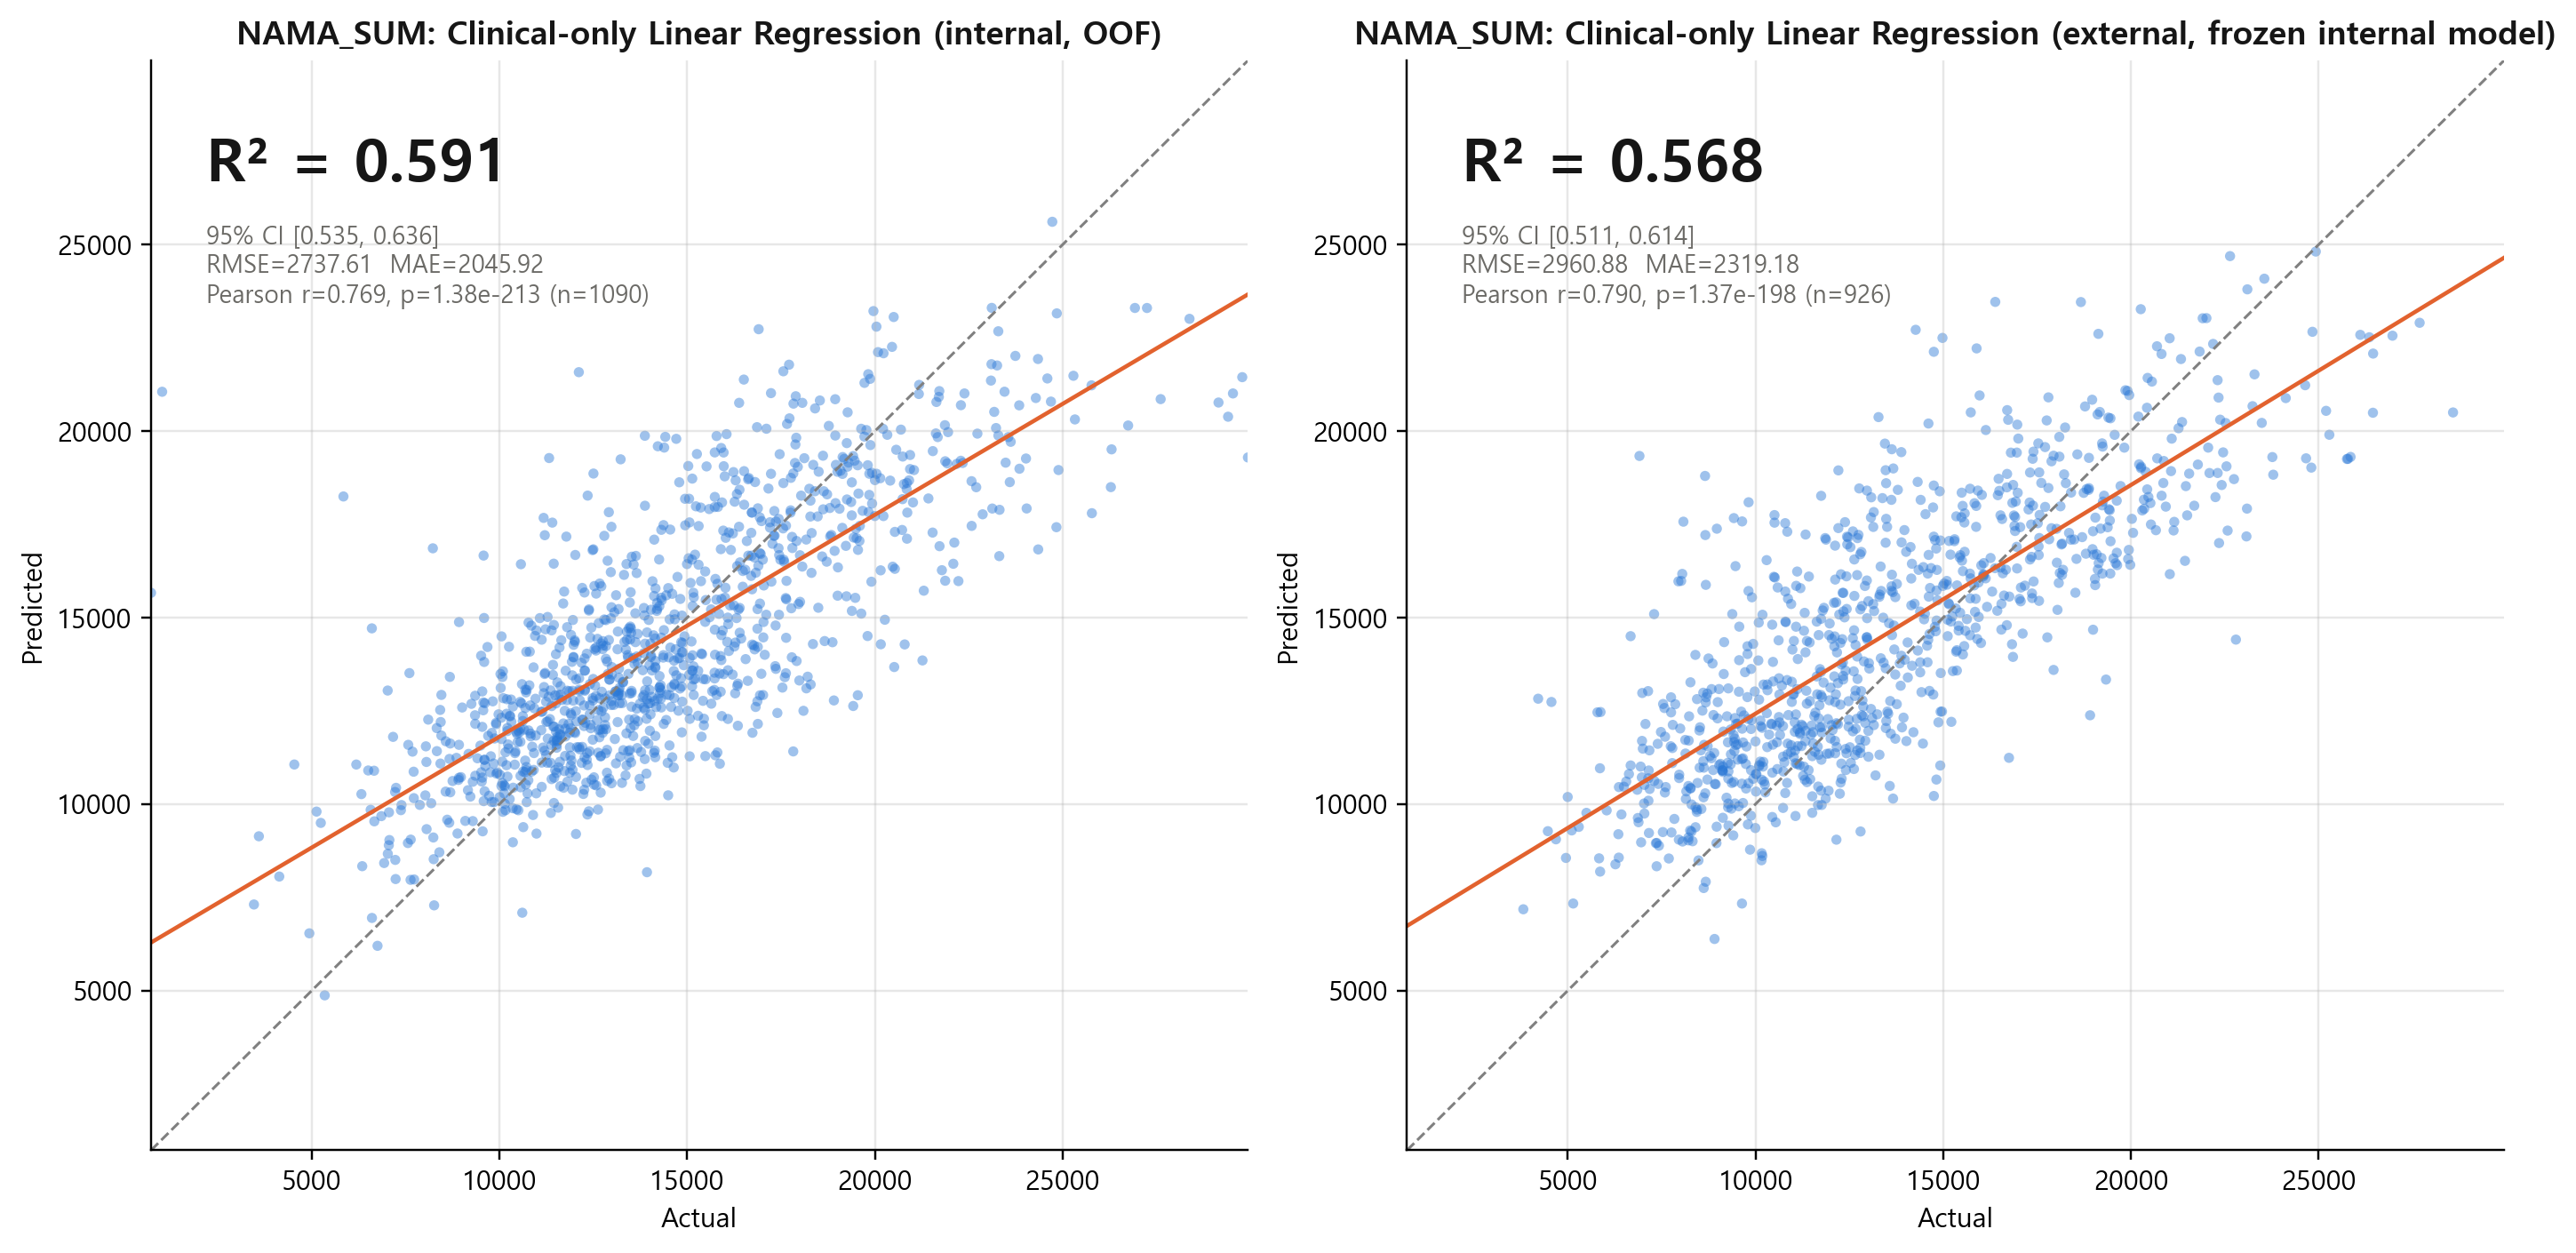 NAMA_SUM: Clinical-only Linear Regression (internal, OOF)
R² = 0.591
95% CI [0.535, 0.636]
RMSE=2737.61 MAE=2045.92
Pearson r=0.769, p=1.38e-213 (n=1090)
25000
20000
15000
10000
5000
Predicted
5000 10000 15000 20000 25000
Actual
NAMA_SUM: Clinical-only Linear Regression (external, frozen internal model)
R² = 0.568
95% CI [0.511, 0.614]
RMSE=2960.88 MAE=2319.18
Pearson r=0.790, p=1.37e-198 (n=926)
25000
20000
15000
10000
5000
Predicted
5000 10000 15000 20000 25000
Actual